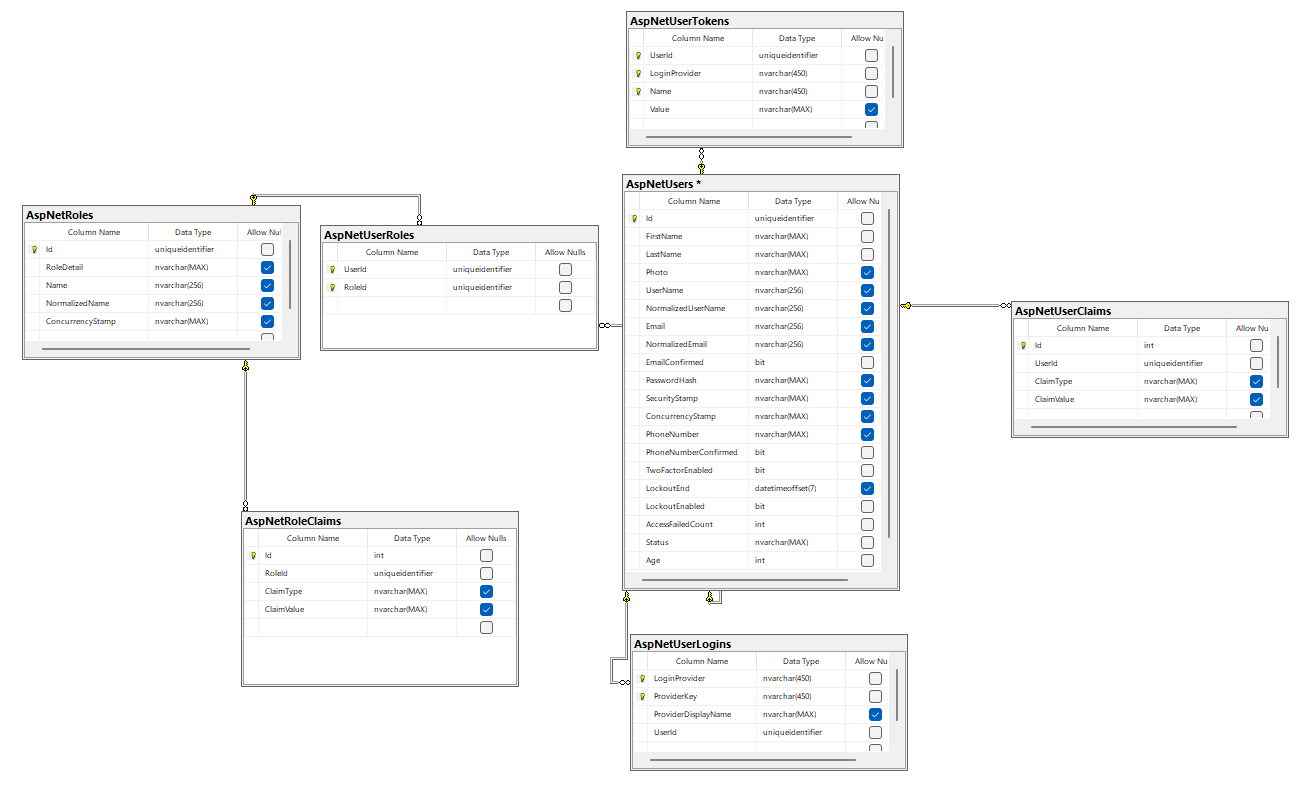 AspNetUserTokens
Column Name Data Type Allow Nu
UserId uniqueidentifier
LoginProvider nvarchar(450)
Name nvarchar(450)
Value nvarchar(MAX)
AspNetRoles
Column Name Data Type Allow Nul
Id uniqueidentifier
RoleDetail nvarchar(MAX)
Name nvarchar(256)
NormalizedName nvarchar(256)
ConcurrencyStamp nvarchar(MAX)
AspNetUserRoles
Column Name Data Type Allow Nulls
UserId uniqueidentifier
RoleId uniqueidentifier
AspNetUsers *
Column Name Data Type Allow Nu
Id uniqueidentifier
FirstName nvarchar(MAX)
LastName nvarchar(MAX)
Photo nvarchar(MAX)
UserName nvarchar(256)
NormalizedUserName nvarchar(256)
Email nvarchar(256)
NormalizedEmail nvarchar(256)
EmailConfirmed bit
PasswordHash nvarchar(MAX)
SecurityStamp nvarchar(MAX)
ConcurrencyStamp nvarchar(MAX)
PhoneNumber nvarchar(MAX)
PhoneNumberConfirmed bit
TwoFactorEnabled bit
LockoutEnd datetimeoffset(7)
LockoutEnabled bit
AccessFailedCount int
Status nvarchar(MAX)
Age int
AspNetUserClaims
Column Name Data Type Allow Nu
Id int
UserId uniqueidentifier
ClaimType nvarchar(MAX)
ClaimValue nvarchar(MAX)
AspNetRoleClaims
Column Name Data Type Allow Nulls
Id int
RoleId uniqueidentifier
ClaimType nvarchar(MAX)
ClaimValue nvarchar(MAX)
AspNetUserLogins
Column Name Data Type Allow Nu
LoginProvider nvarchar(450)
ProviderKey nvarchar(450)
ProviderDisplayName nvarchar(MAX)
UserId uniqueidentifier